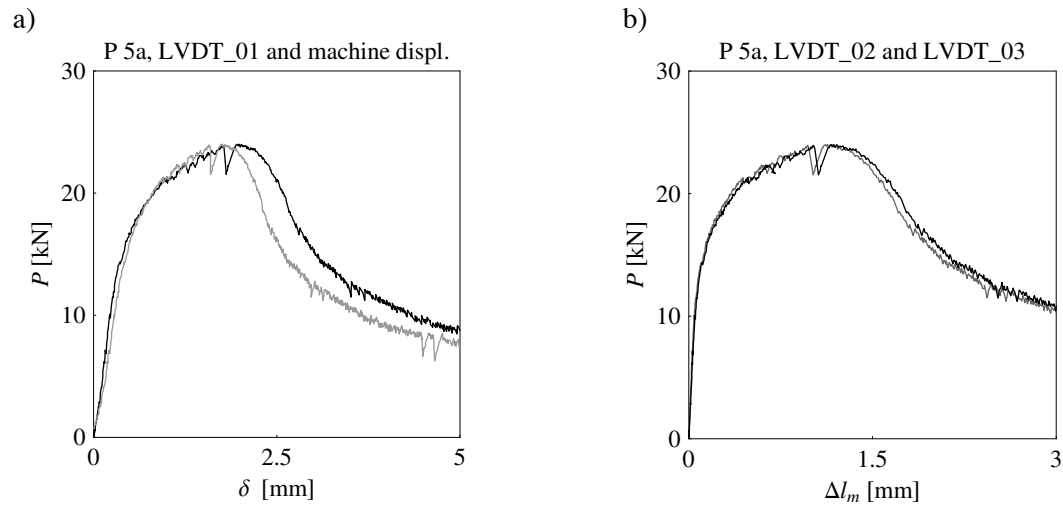 a)
P 5a, LVDT_01 and machine displ.
30
20
10
0
P [kN]
0
2.5
5
δ [mm]
b)
P 5a, LVDT_02 and LVDT_03
30
20
10
0
P [kN]
0
1.5
3
Δl_m [mm]